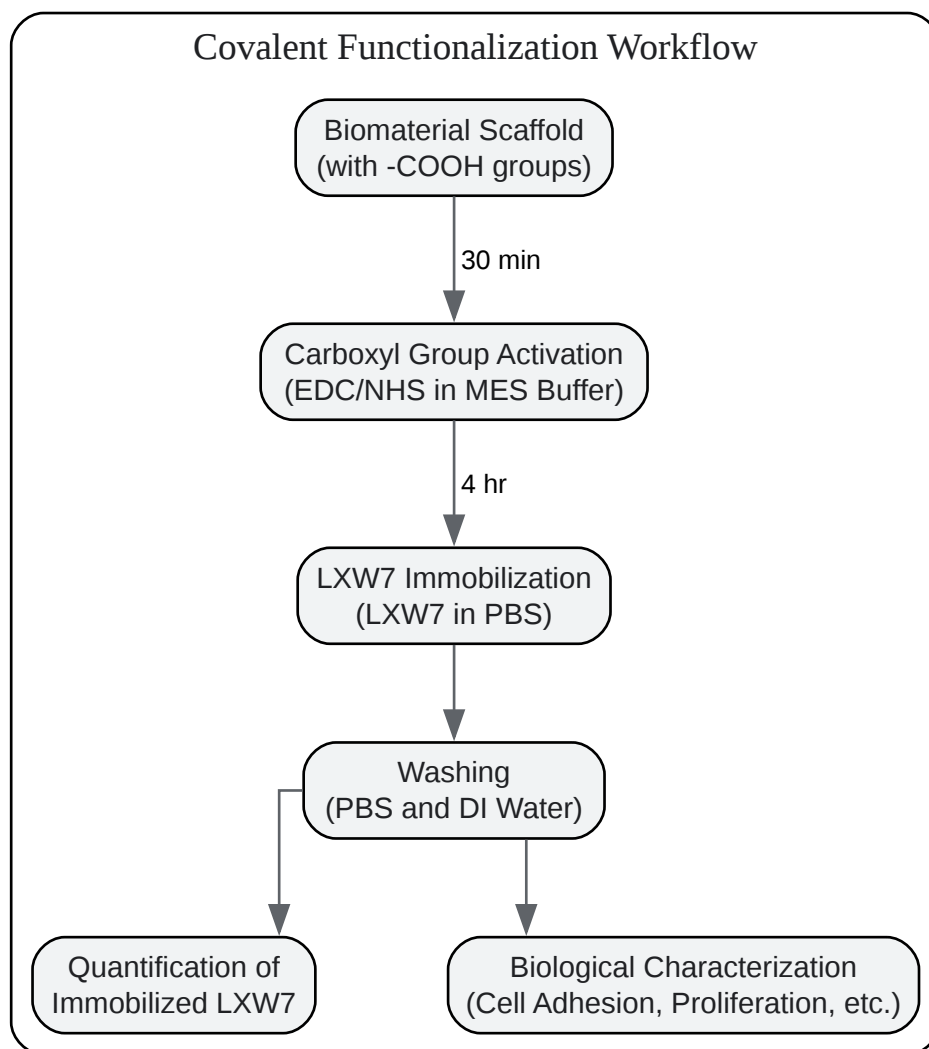 Covalent Functionalization Workflow
Biomaterial Scaffold
(with -COOH groups)
30 min
Carboxyl Group Activation
(EDC/NHS in MES Buffer)
4 hr
LXW7 Immobilization
(LXW7 in PBS)
Washing
(PBS and DI Water)
Quantification of
Immobilized LXW7
Biological Characterization
(Cell Adhesion, Proliferation, etc.)